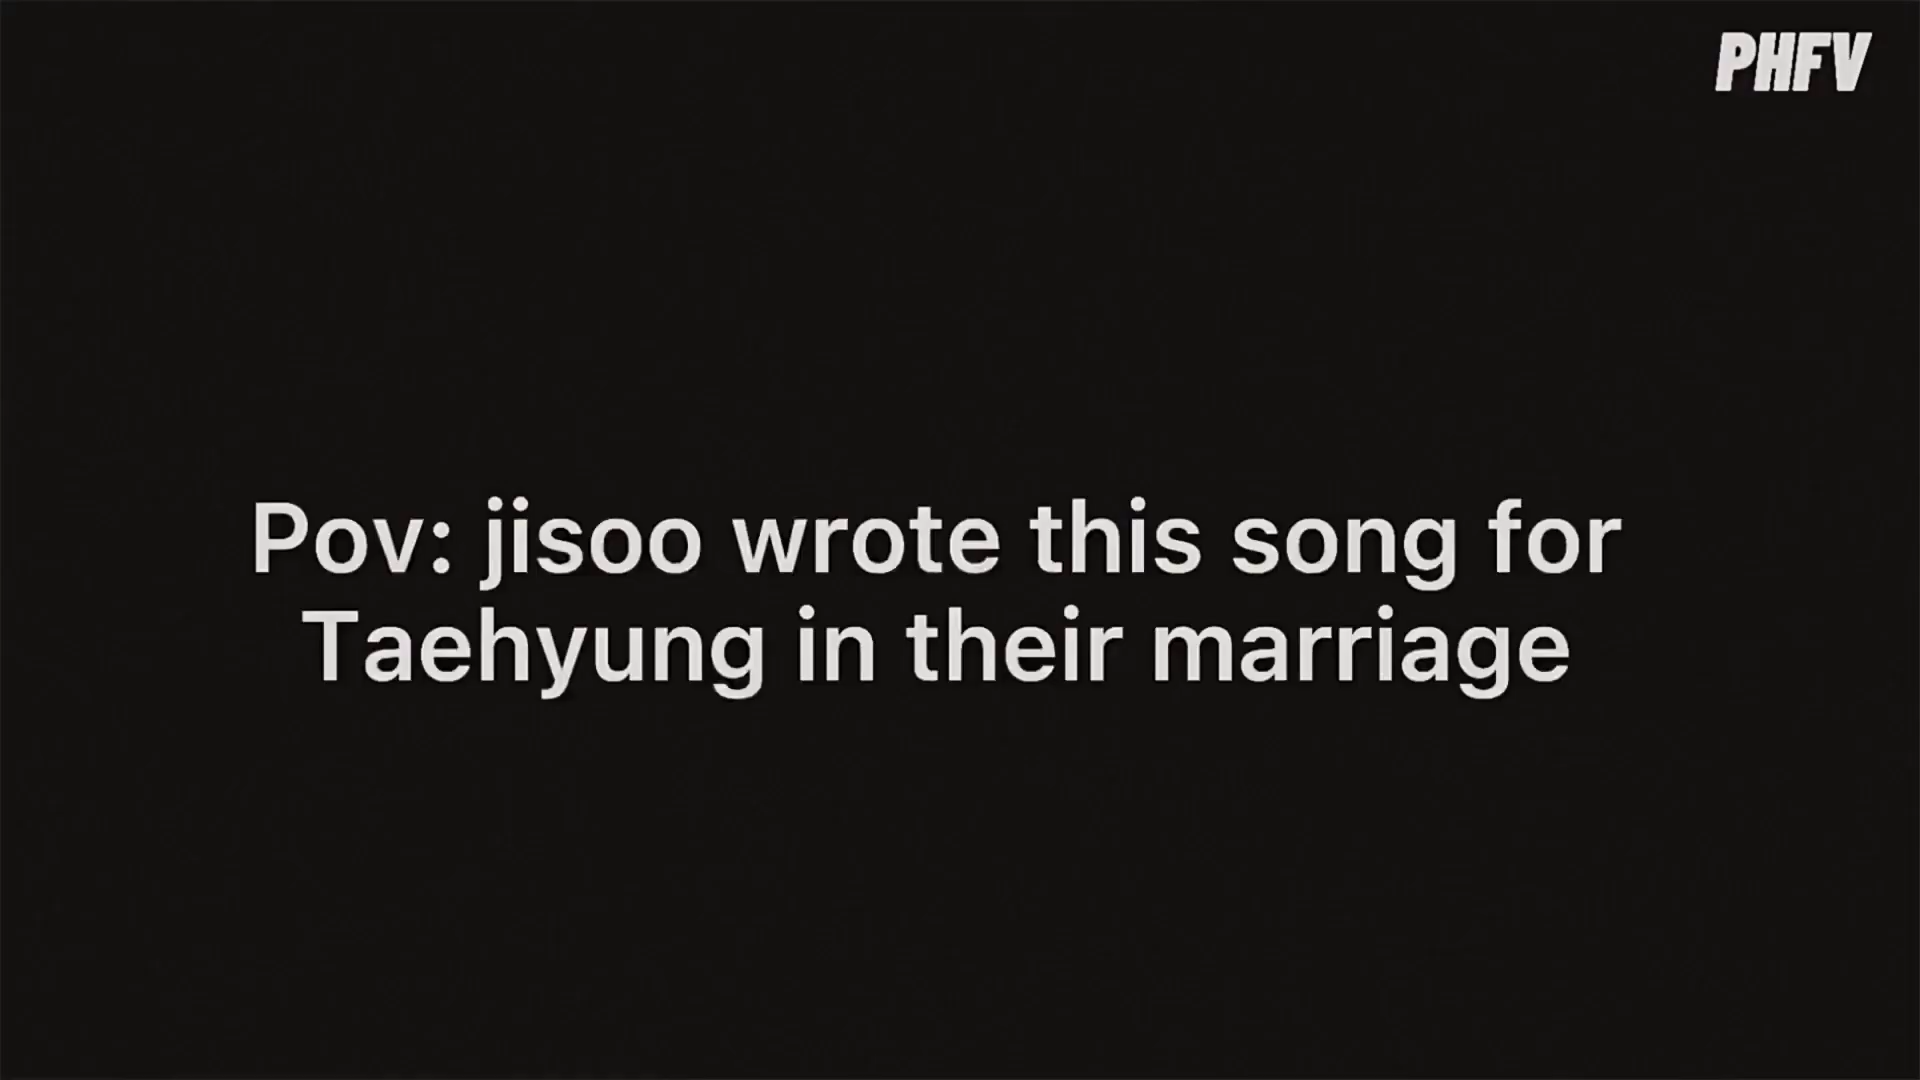 PHFV
Pov: jisoo wrote this song for
Taehyung in their marriage